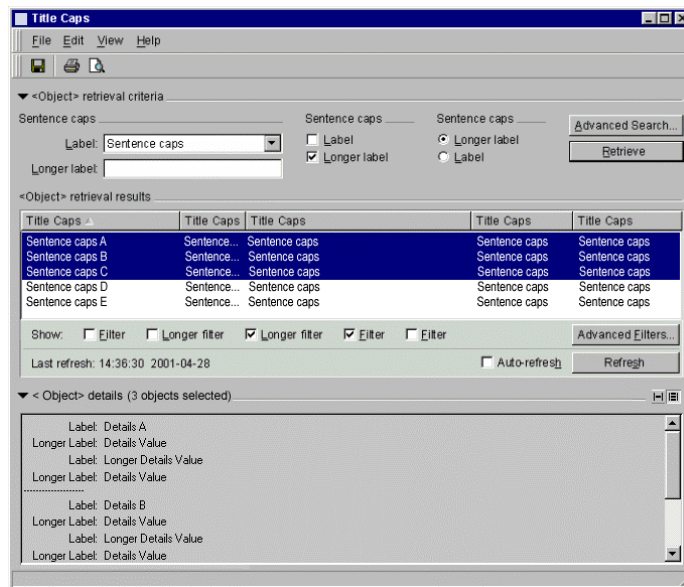 Title Caps
File Edit View Help
<Object> retrieval criteria
Sentence caps Sentence caps Sentence caps
Label: Sentence caps Label Longer label Advanced Search...
Longer label: Longer label Label Retrieve
<Object> retrieval results
Title Caps Title Caps Title Caps Title Caps Title Caps
Sentence caps A Sentence... Sentence caps Sentence caps Sentence caps
Sentence caps B Sentence... Sentence caps Sentence caps Sentence caps
Sentence caps C Sentence... Sentence caps Sentence caps Sentence caps
Sentence caps D Sentence... Sentence caps Sentence caps Sentence caps
Sentence caps E Sentence... Sentence caps Sentence caps Sentence caps
Show: Filter Longer filter Longer filter Filter Filter Advanced Filters...
Last refresh: 14:36:30 2001-04-28 Auto-refresh Refresh
< Object> details (3 objects selected)
Label: Details A
Longer Label: Details Value
Label: Longer Details Value
Longer Label: Details Value
--------------------
Label: Details B
Longer Label: Details Value
Label: Longer Details Value
Longer Label: Details Value